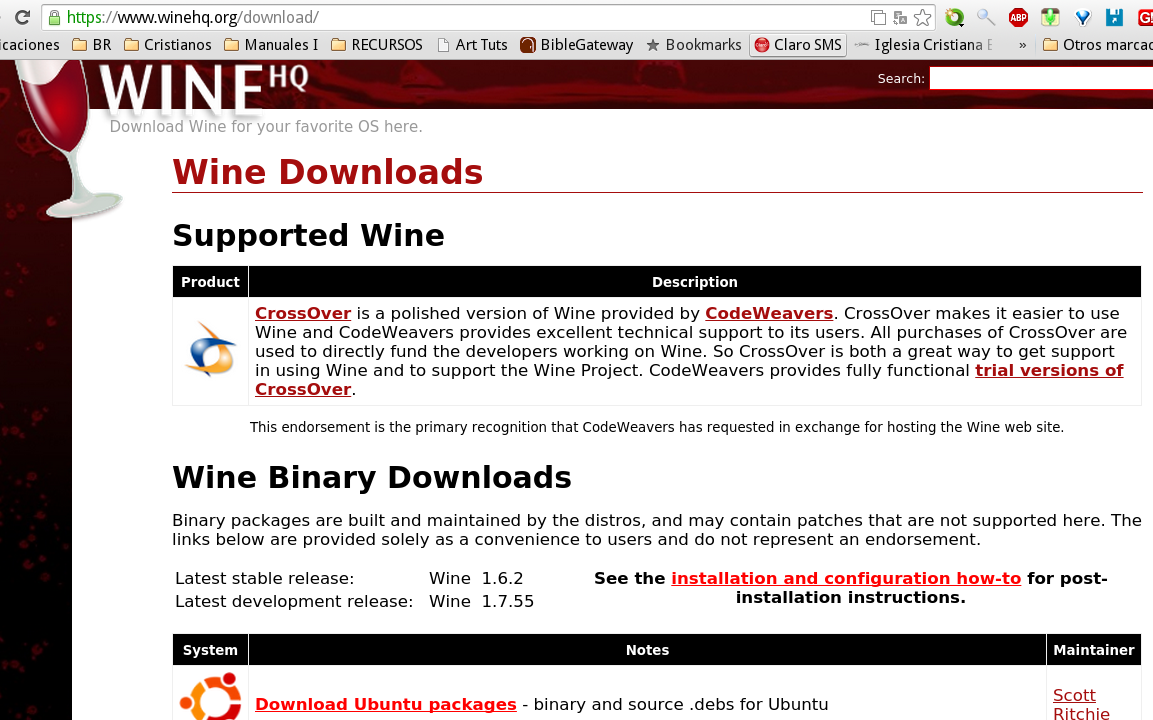 https://www.winehq.org/download/
icaciones BR Cristianos Manuales I RECURSOS Art Tuts BibleGateway Bookmarks Claro SMS Iglesia Cristiana E » Otros marcac
ABP G!
WINE HQ
Search:
Download Wine for your favorite OS here.
Wine Downloads
Supported Wine
Product Description
CrossOver is a polished version of Wine provided by CodeWeavers. CrossOver makes it easier to use
Wine and CodeWeavers provides excellent technical support to its users. All purchases of CrossOver are
used to directly fund the developers working on Wine. So CrossOver is both a great way to get support
in using Wine and to support the Wine Project. CodeWeavers provides fully functional trial versions of
CrossOver.
This endorsement is the primary recognition that CodeWeavers has requested in exchange for hosting the Wine web site.
Wine Binary Downloads
Binary packages are built and maintained by the distros, and may contain patches that are not supported here. The
links below are provided solely as a convenience to users and do not represent an endorsement.
Latest stable release: Wine 1.6.2
Latest development release: Wine 1.7.55
See the installation and configuration how-to for post-
installation instructions.
System Notes Maintainer
Download Ubuntu packages - binary and source .debs for Ubuntu
Scott
Ritchie